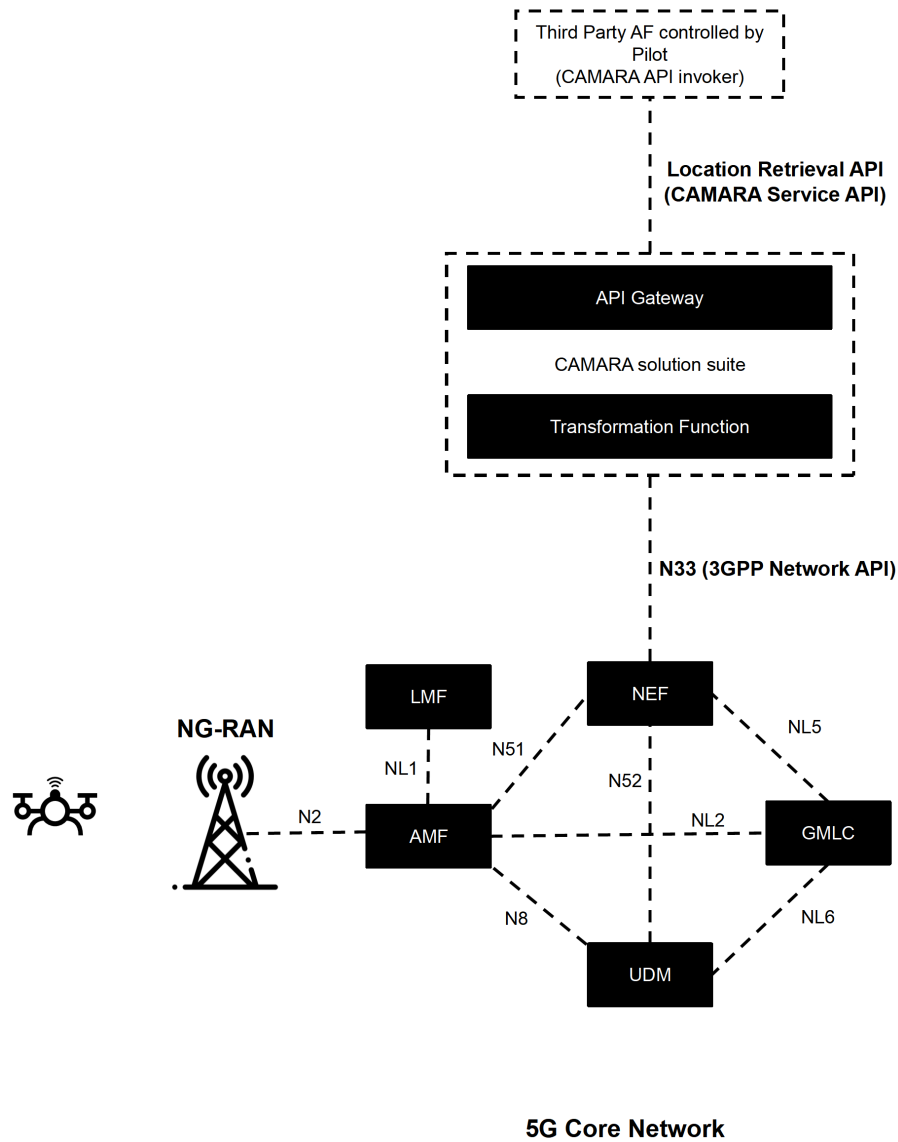 Third Party AF controlled by
Pilot
(CAMARA API invoker)
Location Retrieval API
(CAMARA Service API)
API Gateway
CAMARA solution suite
Transformation Function
N33 (3GPP Network API)
LMF
NEF
NG-RAN
NL5
N51
NL1
N52
N2
NL2
AMF
GMLC
N8
NL6
UDM
5G Core Network